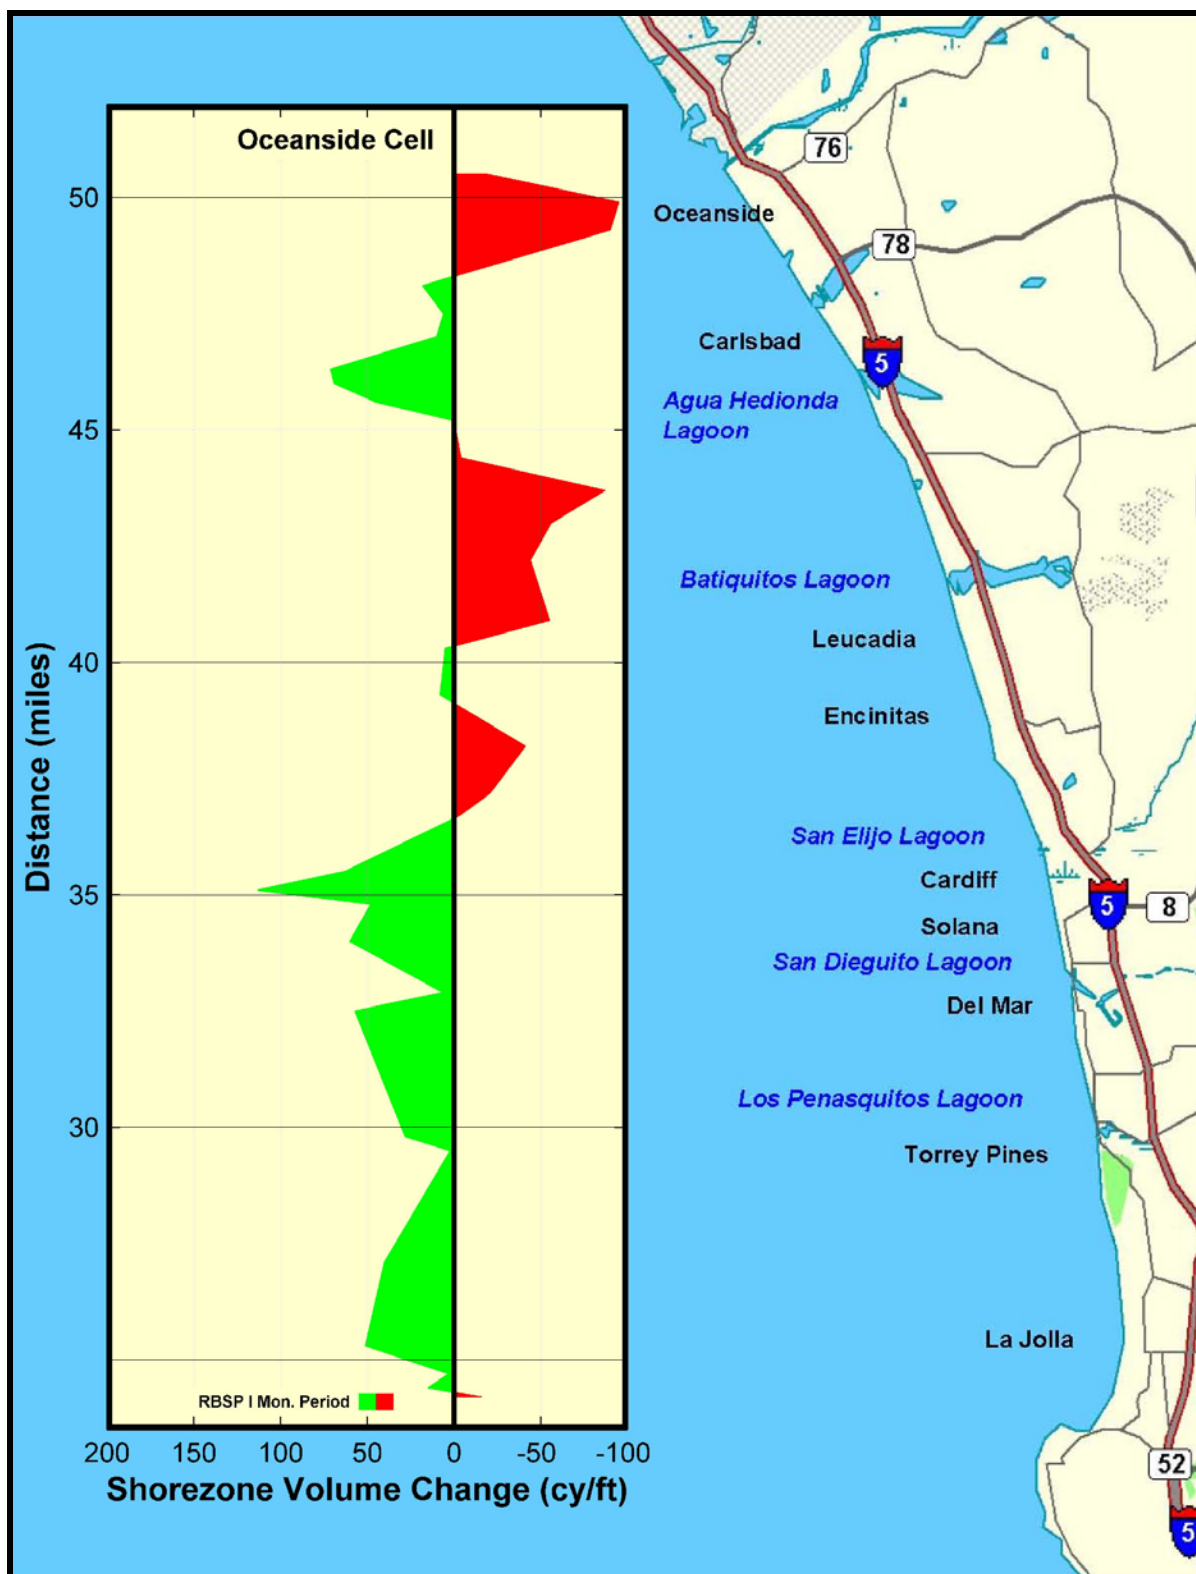 Oceanside Cell
50
45
40
35
30
Distance (miles)
RBSP I Mon. Period
200 150 100 50 0 -50 -100
Shorezone Volume Change (cy/ft)
76
Oceanside
78
Carlsbad
5
Agua Hedionda
Lagoon
Batiquitos Lagoon
Leucadia
Encinitas
San Elijo Lagoon
Cardiff
5
8
Solana
San Dieguito Lagoon
Del Mar
Los Penasquitos Lagoon
Torrey Pines
La Jolla
52
5